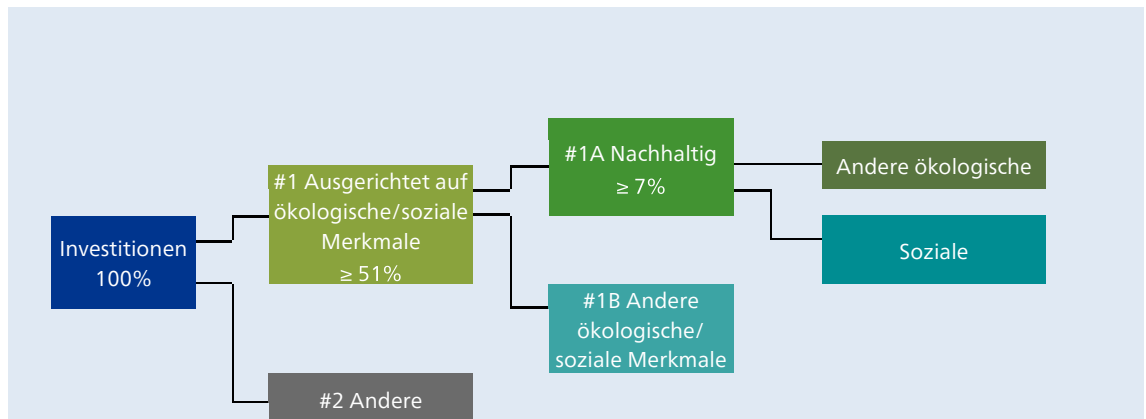 Investitionen
100%
#1 Ausgerichtet auf
ökologische/soziale
Merkmale
≥ 51%
#2 Andere
#1A Nachhaltig
≥ 7%
#1B Andere
ökologische/
soziale Merkmale
Andere ökologische
Soziale